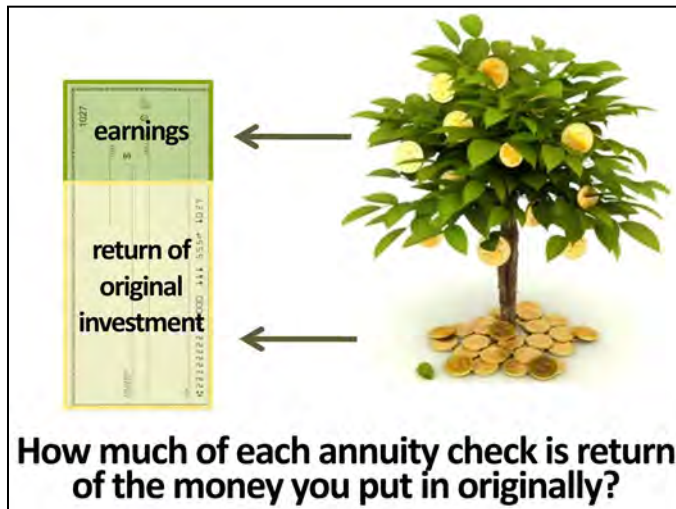 1027
earnings
return of
original
investment
How much of each annuity check is return
of the money you put in originally?